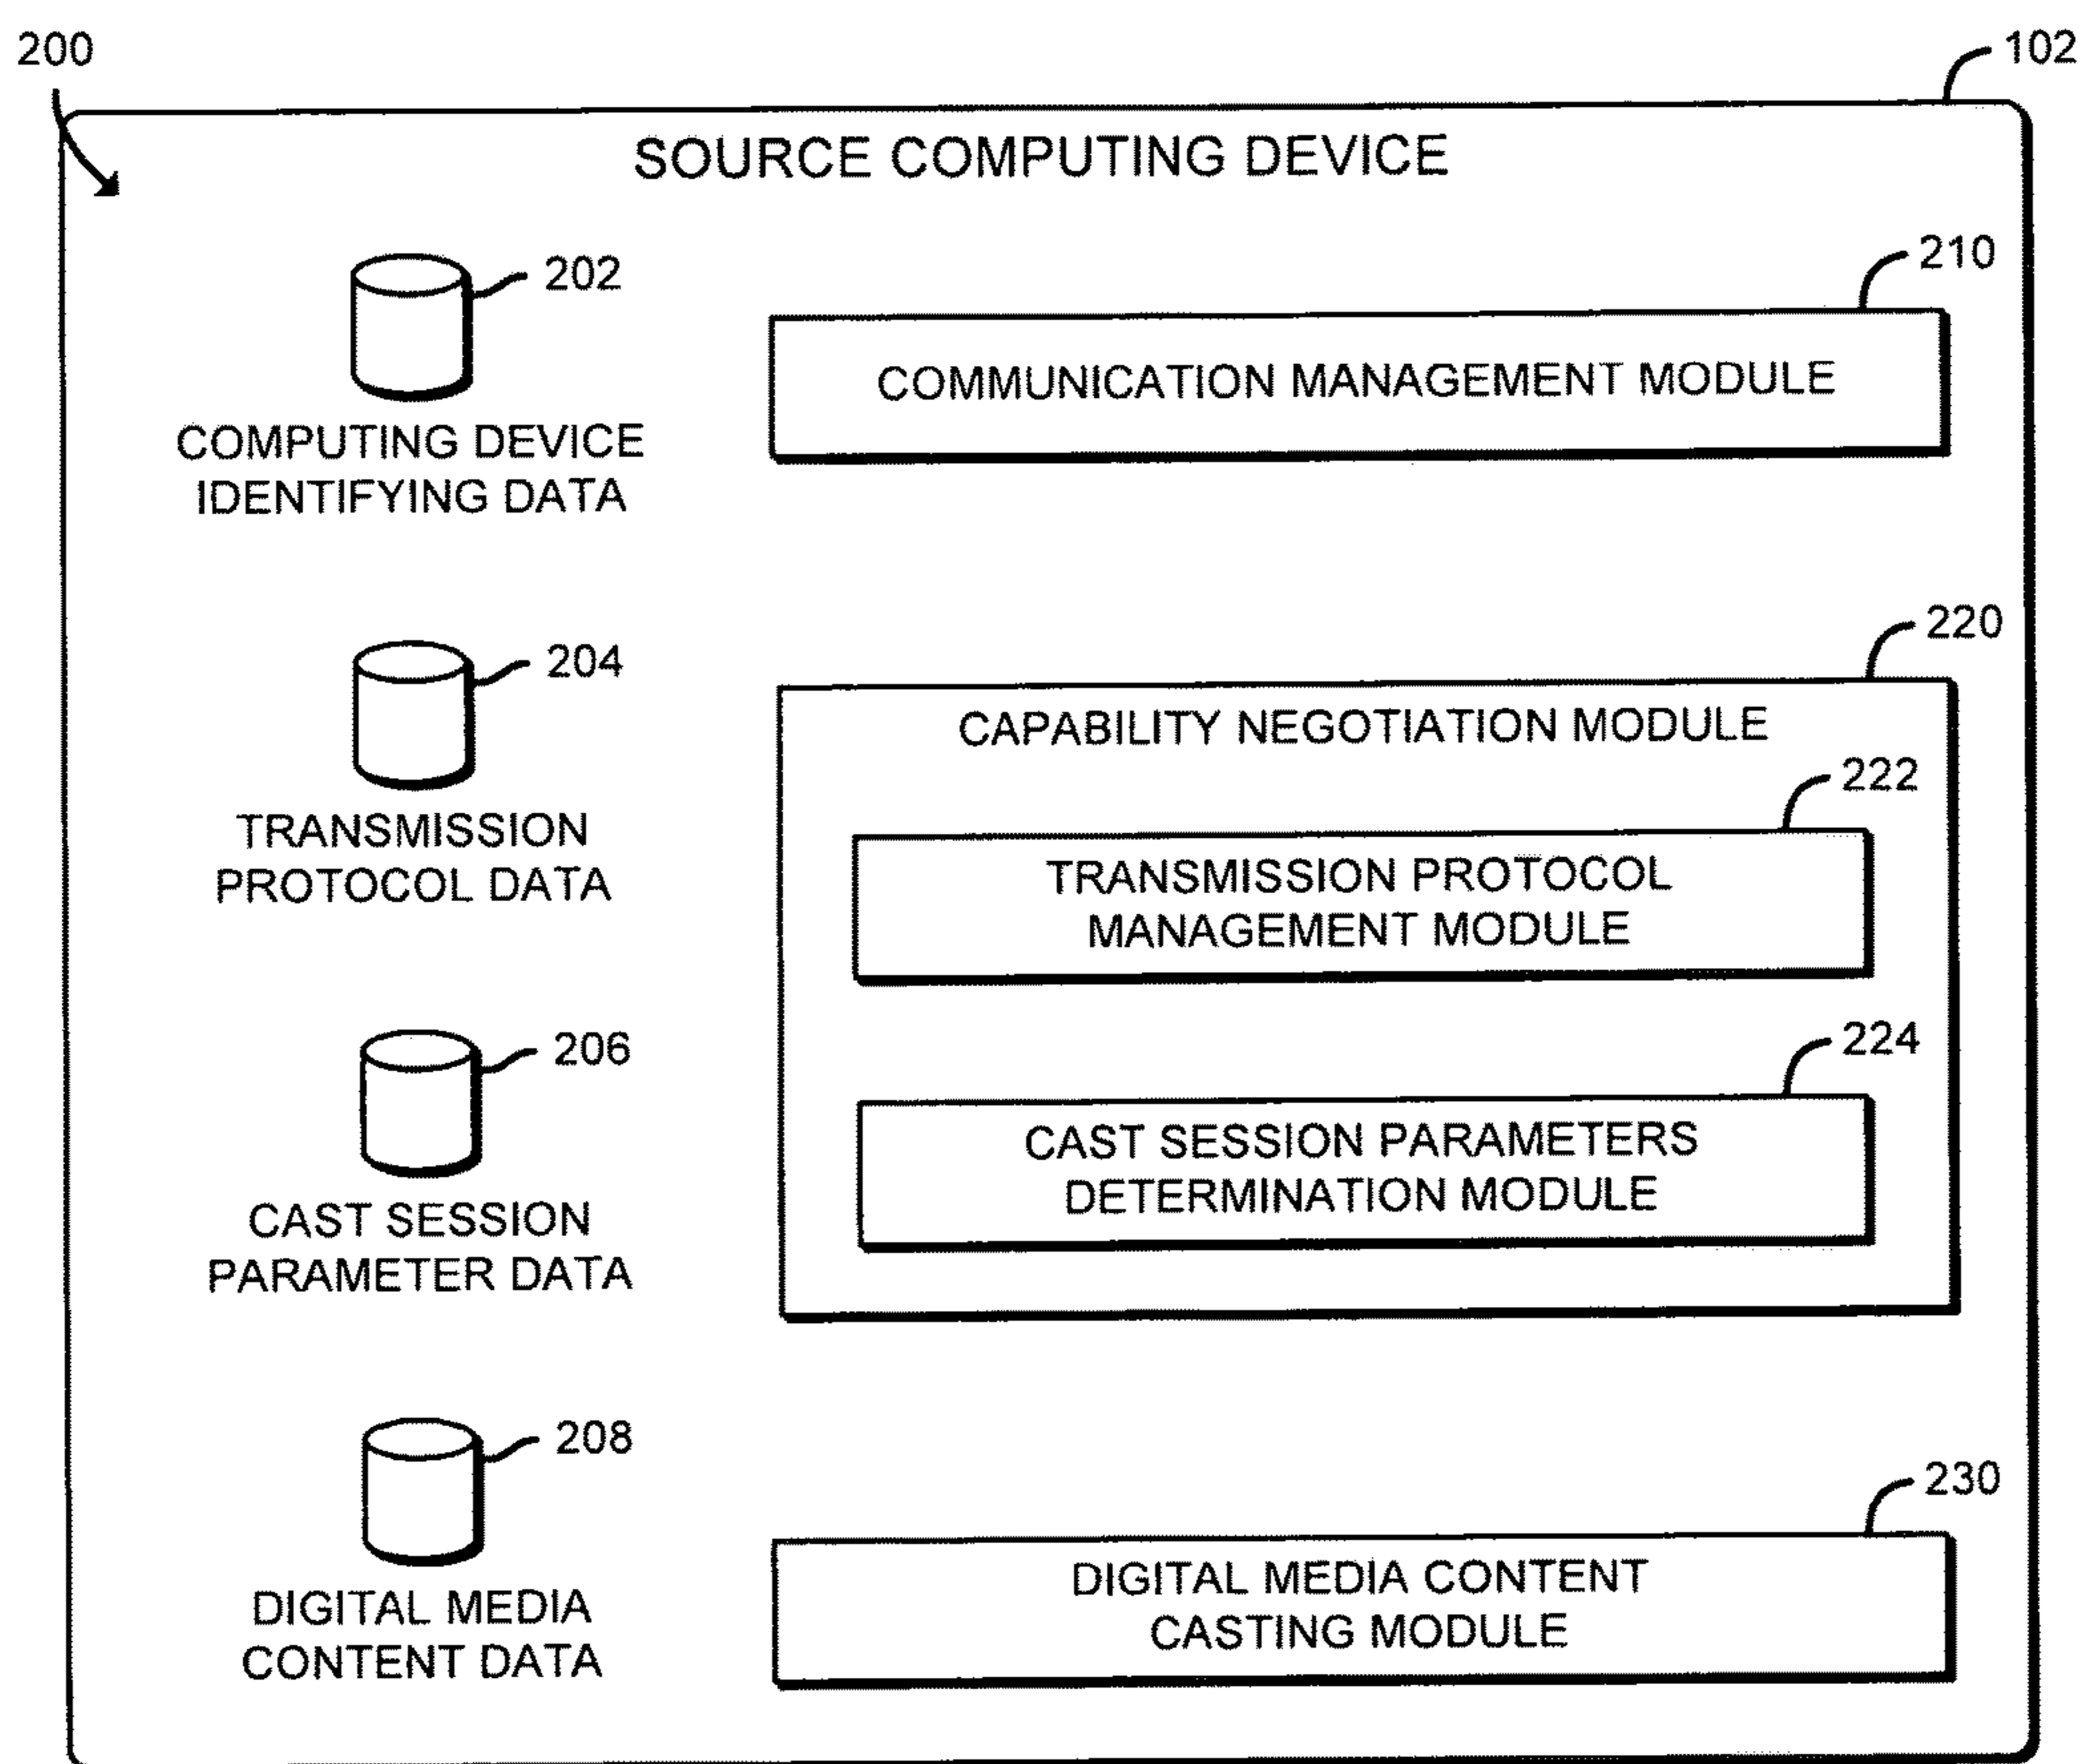 200
102
SOURCE COMPUTING DEVICE
202
COMPUTING DEVICE
IDENTIFYING DATA
210
COMMUNICATION MANAGEMENT MODULE
204
TRANSMISSION
PROTOCOL DATA
220
CAPABILITY NEGOTIATION MODULE
222
TRANSMISSION PROTOCOL
MANAGEMENT MODULE
206
CAST SESSION
PARAMETER DATA
224
CAST SESSION PARAMETERS
DETERMINATION MODULE
208
DIGITAL MEDIA
CONTENT DATA
230
DIGITAL MEDIA CONTENT
CASTING MODULE